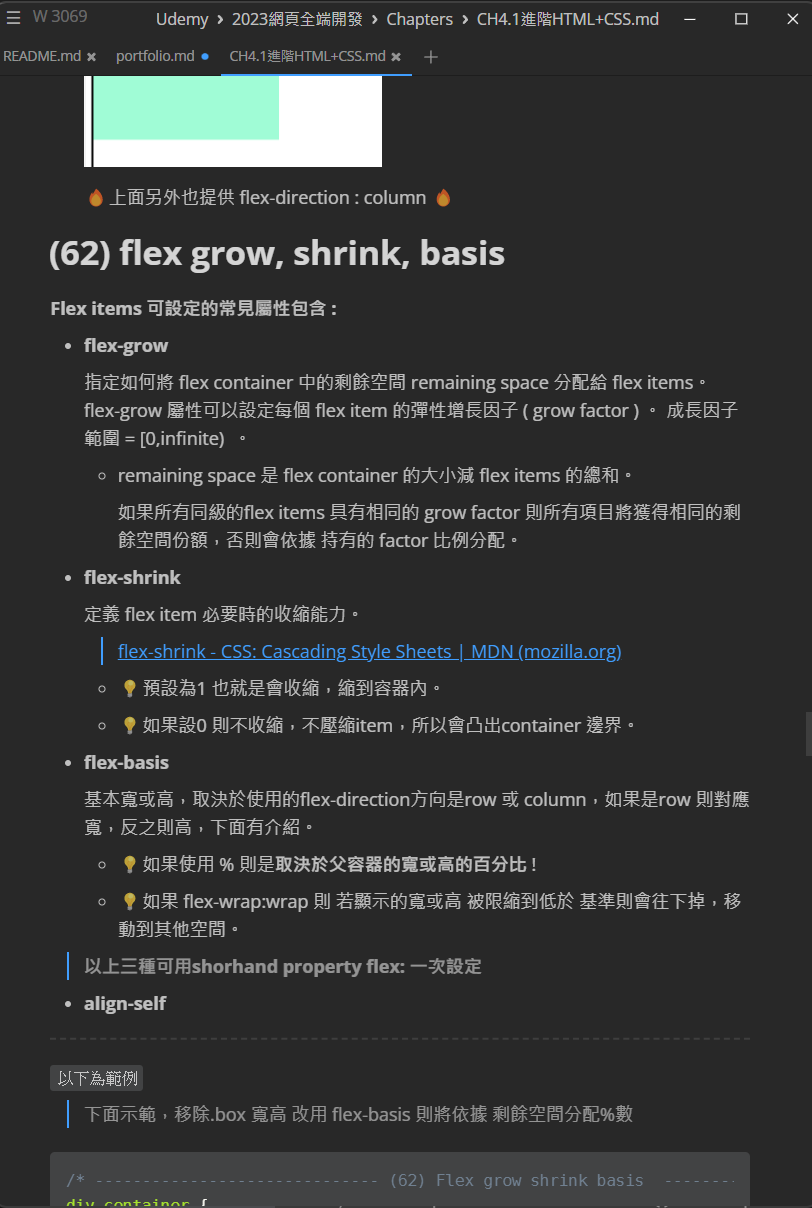 W 3069
Udemy › 2023網頁全端開發 › Chapters › CH4.1進階HTML+CSS.md
README.md
portfolio.md
CH4.1進階HTML+CSS.md
🔥 上面另外也提供 flex-direction : column 🔥
(62) flex grow, shrink, basis
Flex items 可設定的常見屬性包含 :
• flex-grow
指定如何將 flex container 中的剩餘空間 remaining space 分配給 flex items。
flex-grow 屬性可以設定每個 flex item 的彈性增長因子 ( grow factor ) 。 成長因子
範圍 = [0,infinite) 。
◦ remaining space 是 flex container 的大小減 flex items 的總和。
如果所有同級的flex items 具有相同的 grow factor 則所有項目將獲得相同的剩
餘空間份額，否則會依據 持有的 factor 比例分配。
• flex-shrink
定義 flex item 必要時的收縮能力。
flex-shrink - CSS: Cascading Style Sheets | MDN (mozilla.org)
◦ 💡 預設為1 也就是會收縮，縮到容器內。
◦ 💡 如果設0 則不收縮，不壓縮item，所以會凸出container 邊界。
• flex-basis
基本寬或高，取決於使用的flex-direction方向是row 或 column，如果是row 則對應
寬，反之則高，下面有介紹。
◦ 💡 如果使用 % 則是取決於父容器的寬或高的百分比 !
◦ 💡 如果 flex-wrap:wrap 則 若顯示的寬或高 被限縮到低於 基準則會往下掉，移
動到其他空間。
以上三種可用shorhand property flex: 一次設定
• align-self
以下為範例
下面示範，移除.box 寬高 改用 flex-basis 則將依據 剩餘空間分配%數
/* ------------------------------ (62) Flex grow shrink basis --------
div.container {